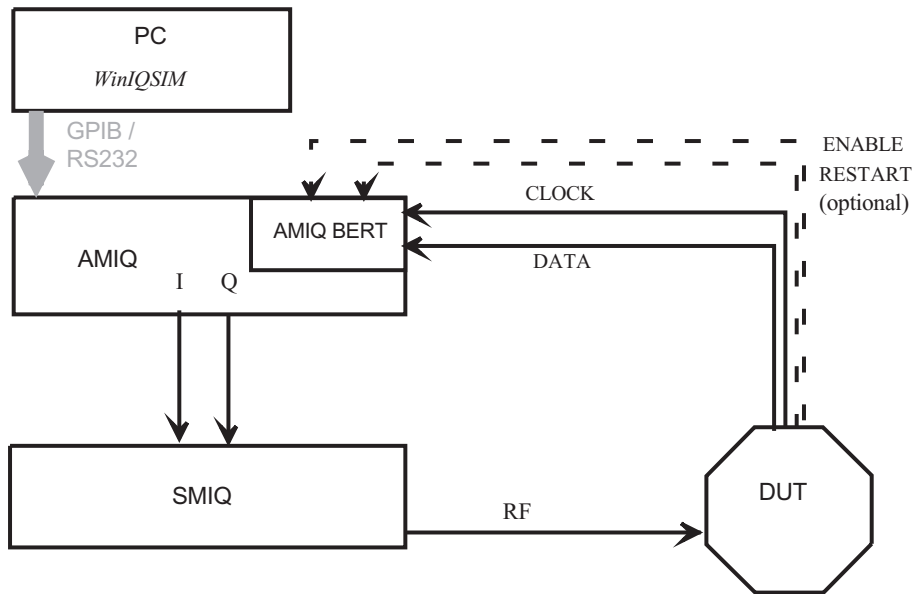 PC
WinIQSIM
GPIB /
RS232
ENABLE
RESTART
(optional)
CLOCK
AMIQ BERT
AMIQ
DATA
I Q
SMIQ
RF
DUT